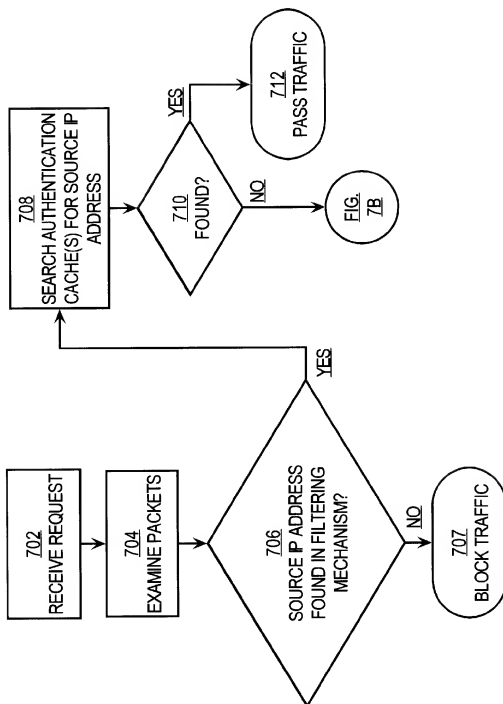 702
RECEIVE REQUEST
704
EXAMINE PACKETS
706
SOURCE IP ADDRESS
FOUND IN FILTERING
MECHANISM?
NO
707
BLOCK TRAFFIC
YES
708
SEARCH AUTHENTICATION
CACHE(S) FOR SOURCE IP
ADDRESS
710
FOUND?
YES
712
PASS TRAFFIC
NO
FIG.
7B